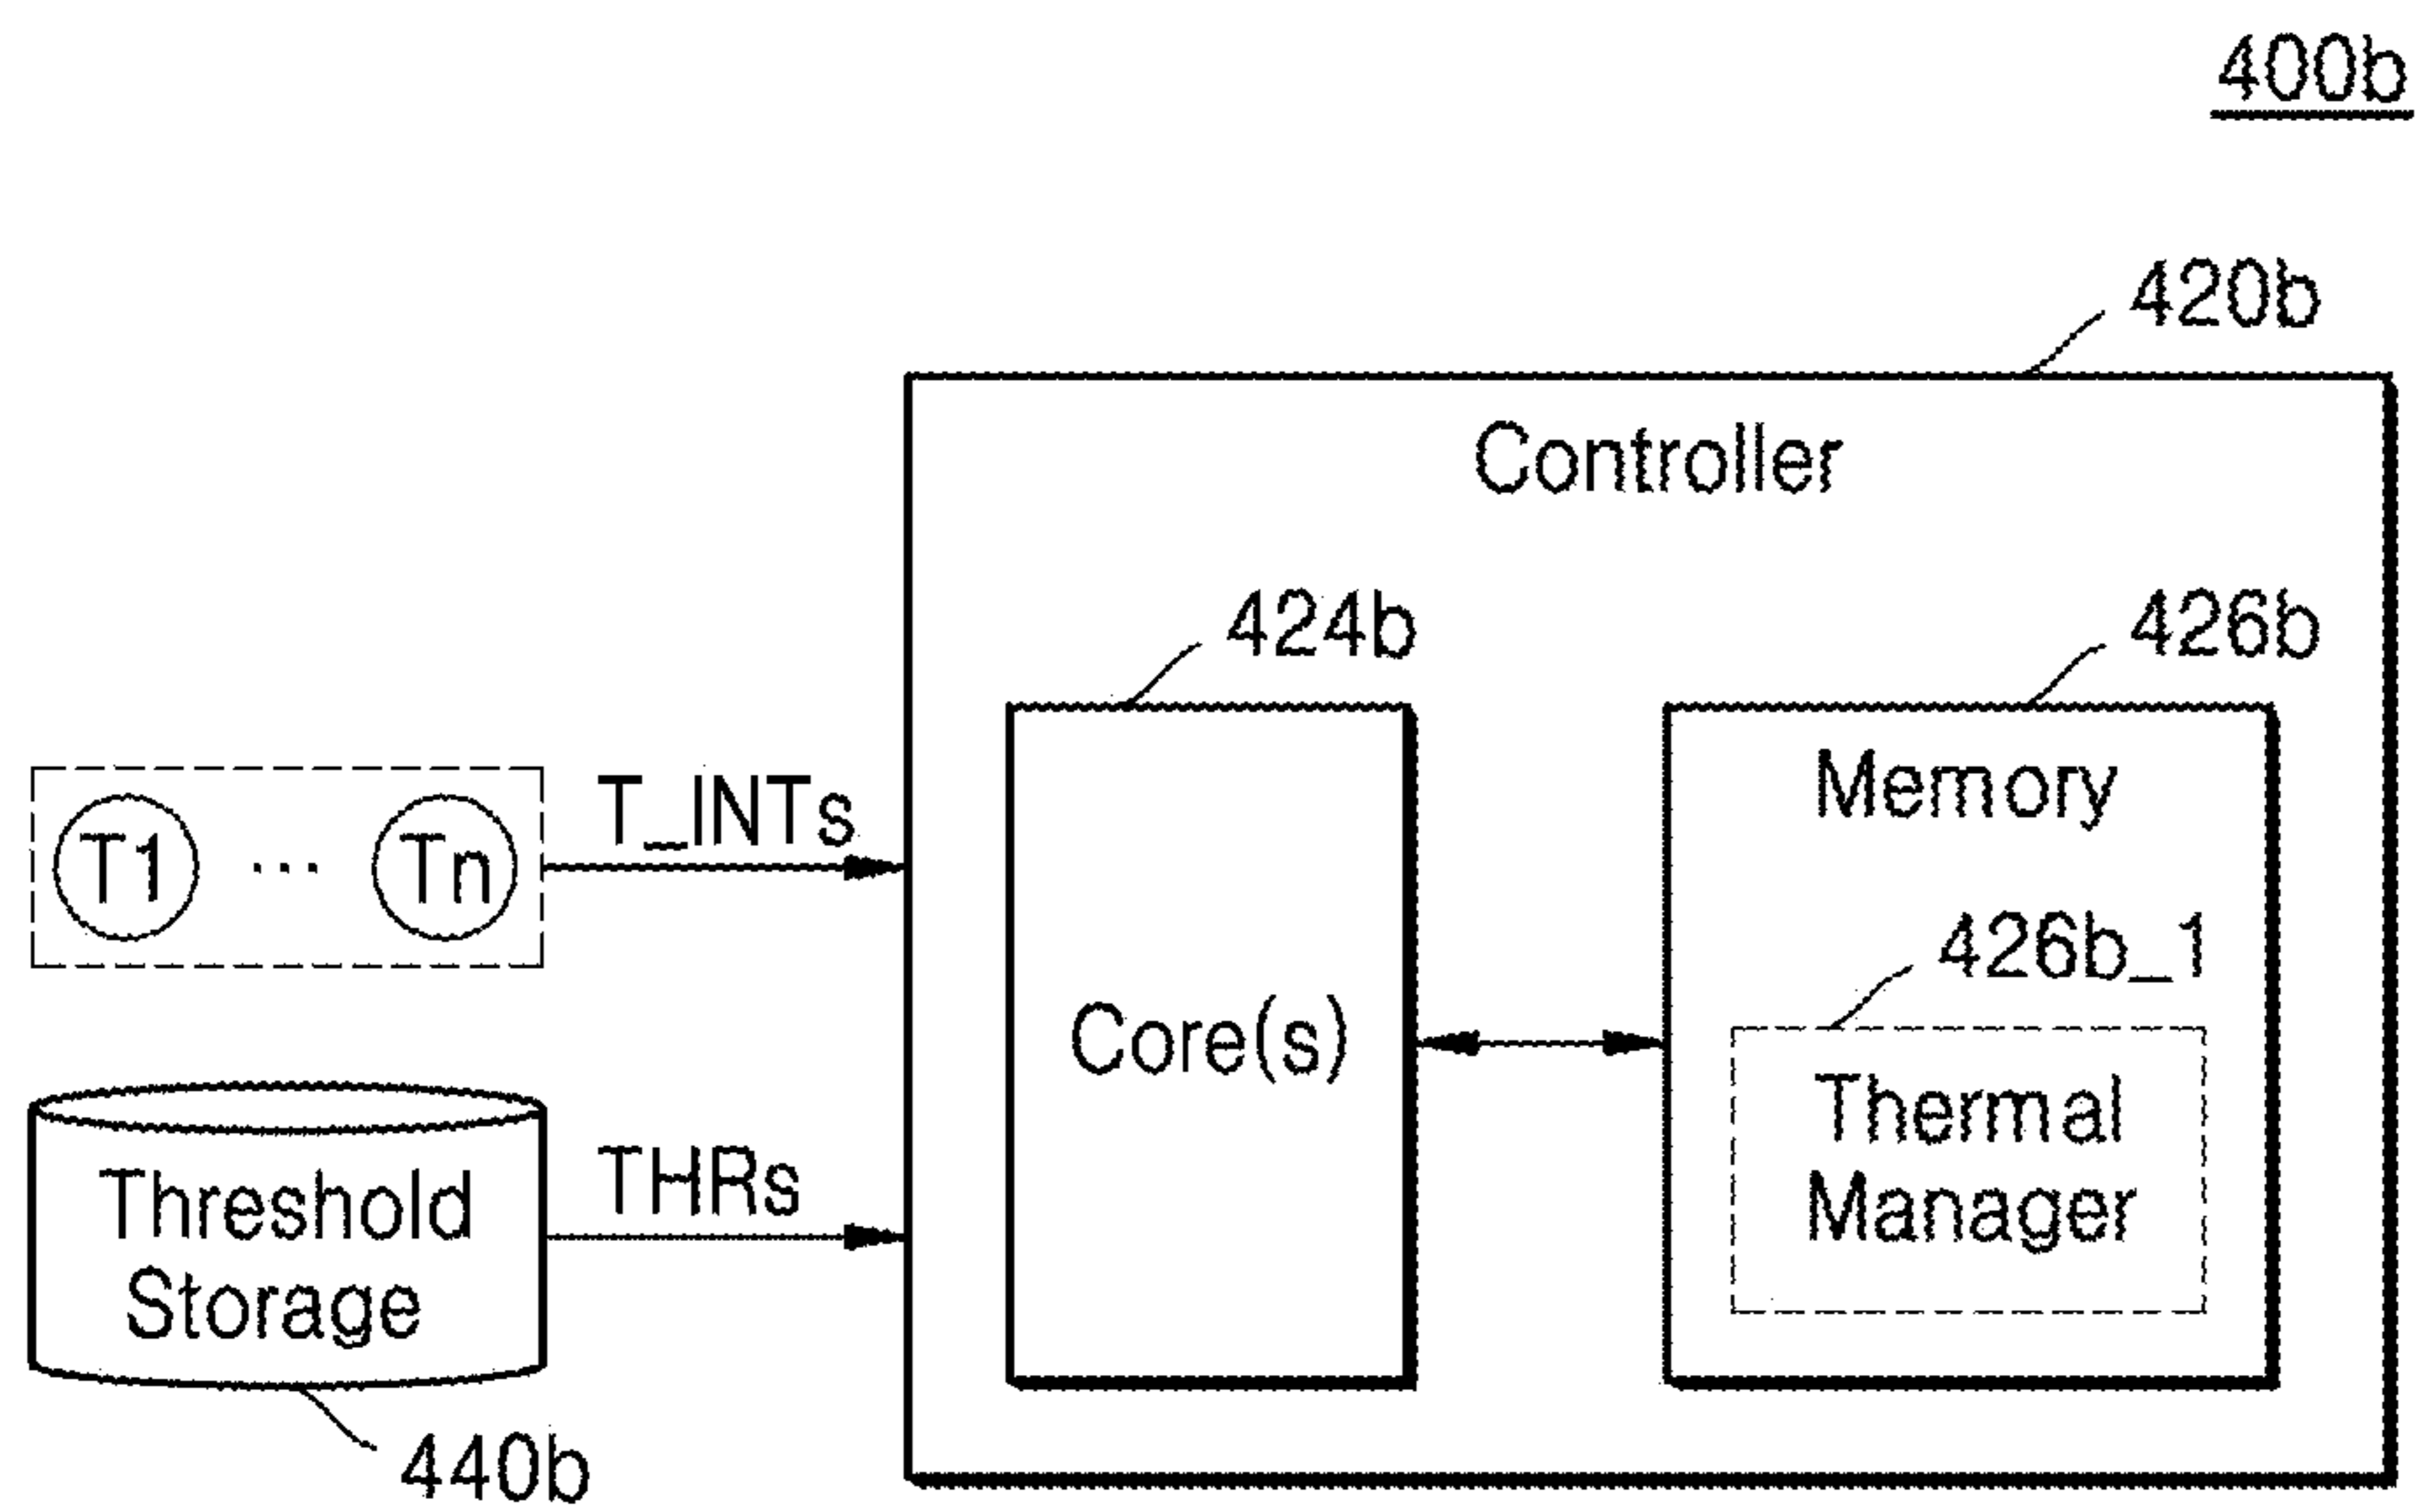 400b
420b
Controller
424b
426b
Memory
T1 ... Tn
T_INTs
426b_1
Core(s)
Thermal
Manager
Threshold
Storage
THRs
440b